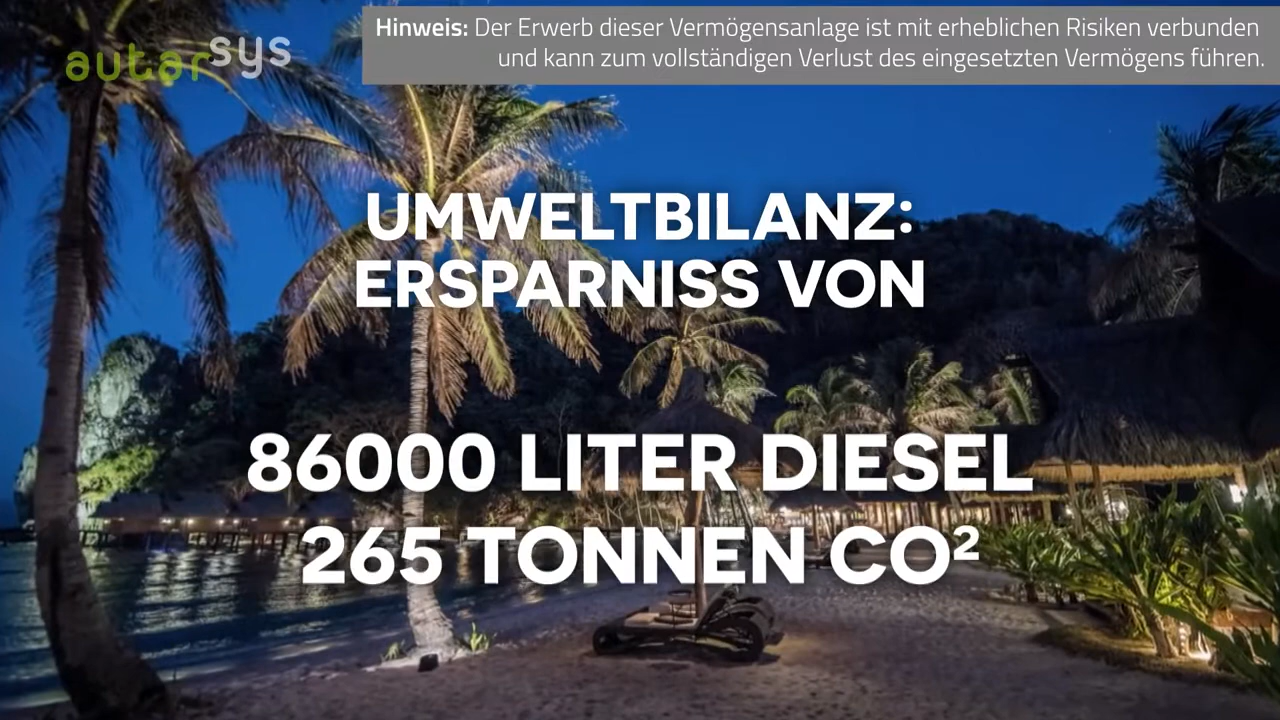 autarsys
Hinweis: Der Erwerb dieser Vermögensanlage ist mit erheblichen Risiken verbunden
und kann zum vollständigen Verlust des eingesetzten Vermögens führen.
UMWELTBILANZ:
ERSPARNISS VON
86000 LITER DIESEL
265 TONNEN CO²